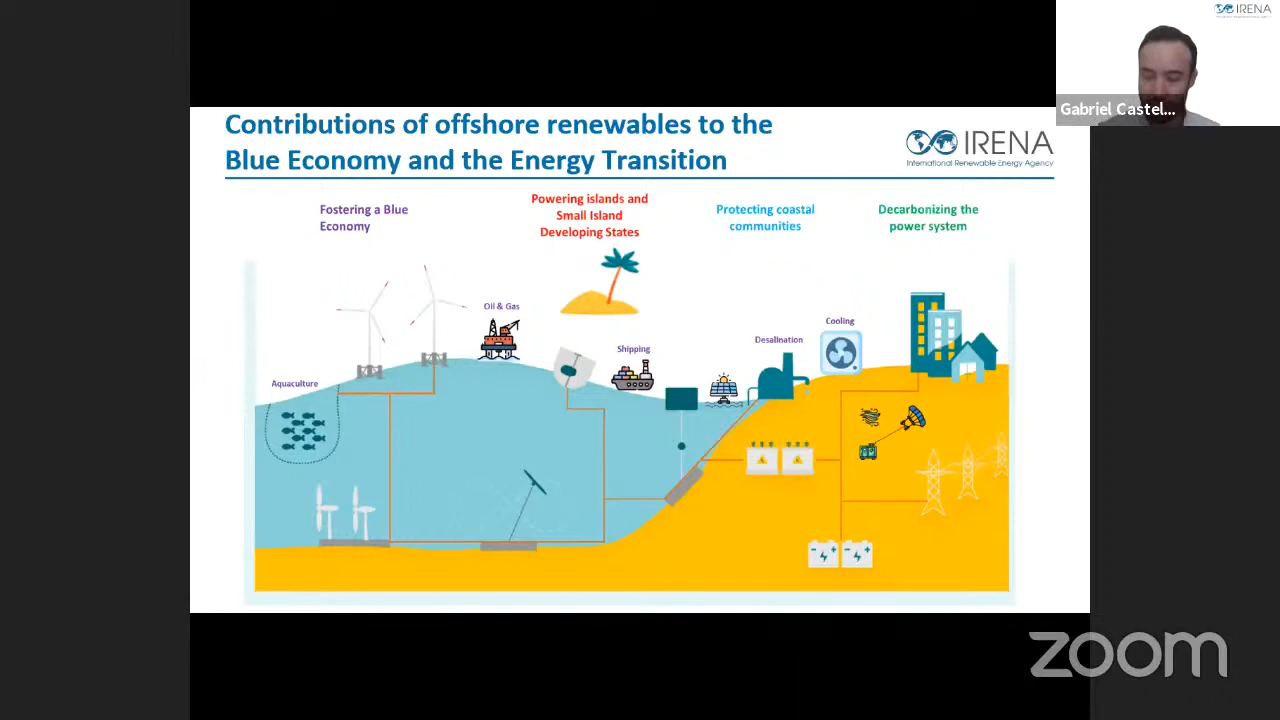 IRENA
Gabriel Castel...
Contributions of offshore renewables to the
Blue Economy and the Energy Transition
IRENA
International Renewable Energy Agency
Fostering a Blue
Economy
Powering islands and
Small Island
Developing States
Protecting coastal
communities
Decarbonizing the
power system
Oil & Gas
Cooling
Desalination
Shipping
Aquaculture
zoom